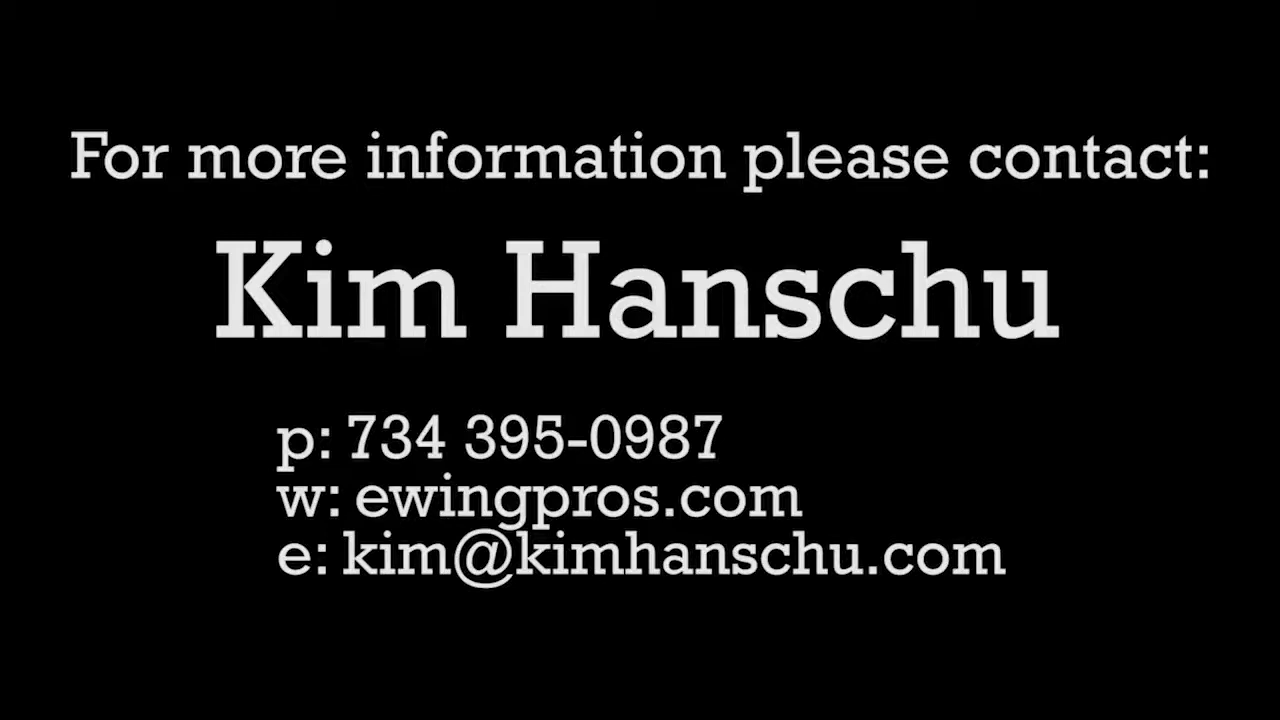 For more information please contact:
Kim Hanschu
p: 734 395-0987
w: ewingpros.com
e: kim@kimhanschu.com